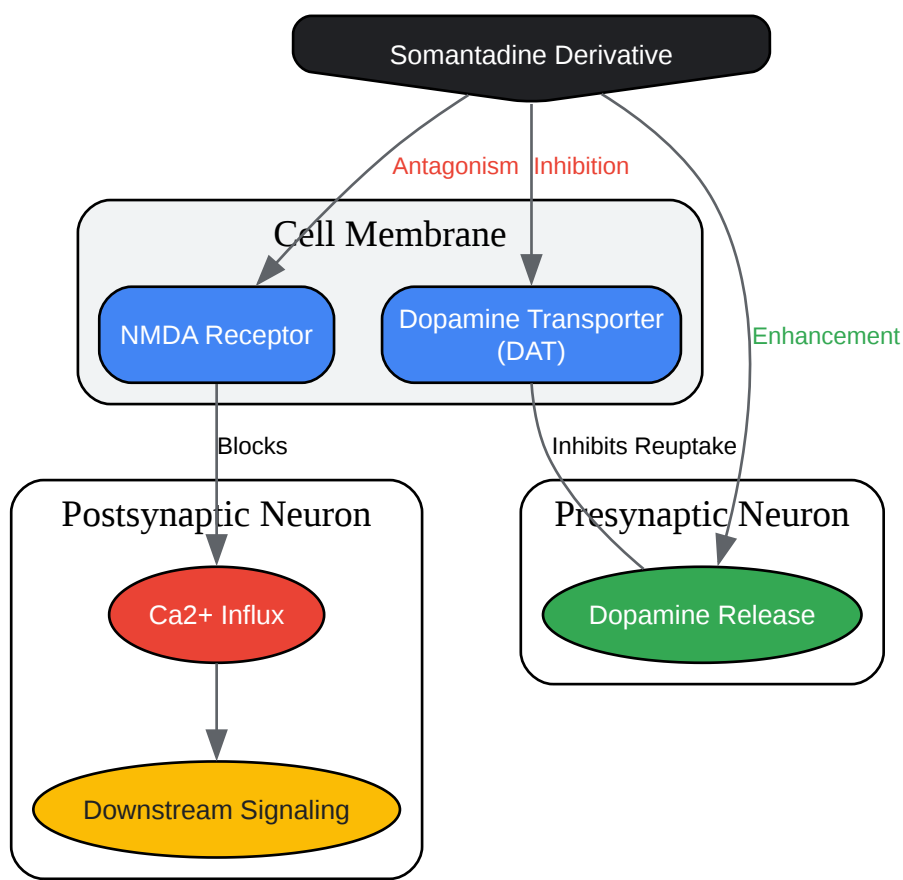 Somantadine Derivative
Antagonism
Inhibition
Cell Membrane
NMDA Receptor
Dopamine Transporter
(DAT)
Enhancement
Blocks
Inhibits Reuptake
Postsynaptic Neuron
Presynaptic Neuron
Ca2+ Influx
Dopamine Release
Downstream Signaling